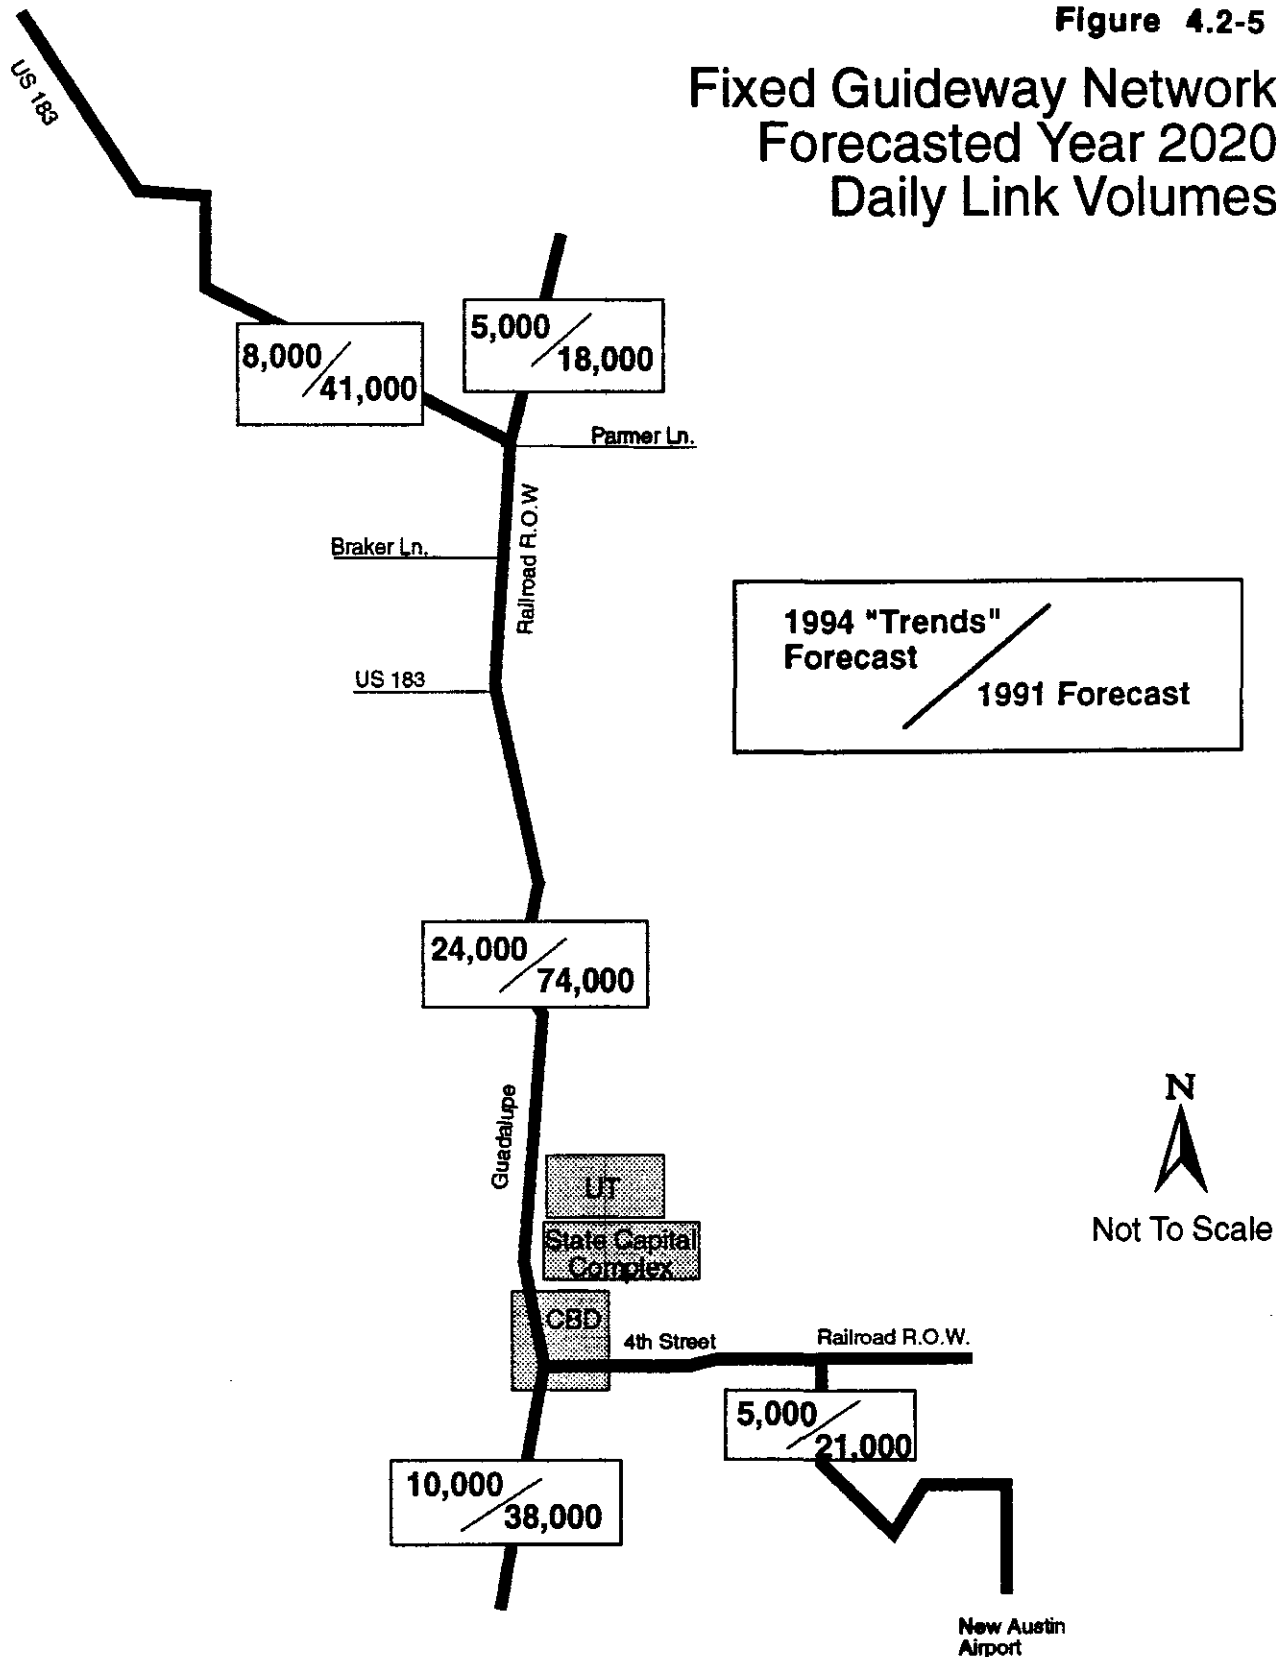 Figure 4.2-5
Fixed Guideway Network
Forecasted Year 2020
Daily Link Volumes
US 183
5,000
18,000
8,000
41,000
Parmer Ln.
Railroad R.O.W
Braker Ln.
US 183
1994 "Trends"
Forecast
1991 Forecast
24,000
74,000
Guadalupe
N
Not To Scale
UT
State Capital
Complex
CBD
4th Street
Railroad R.O.W.
5,000
21,000
10,000
38,000
New Austin
Airport